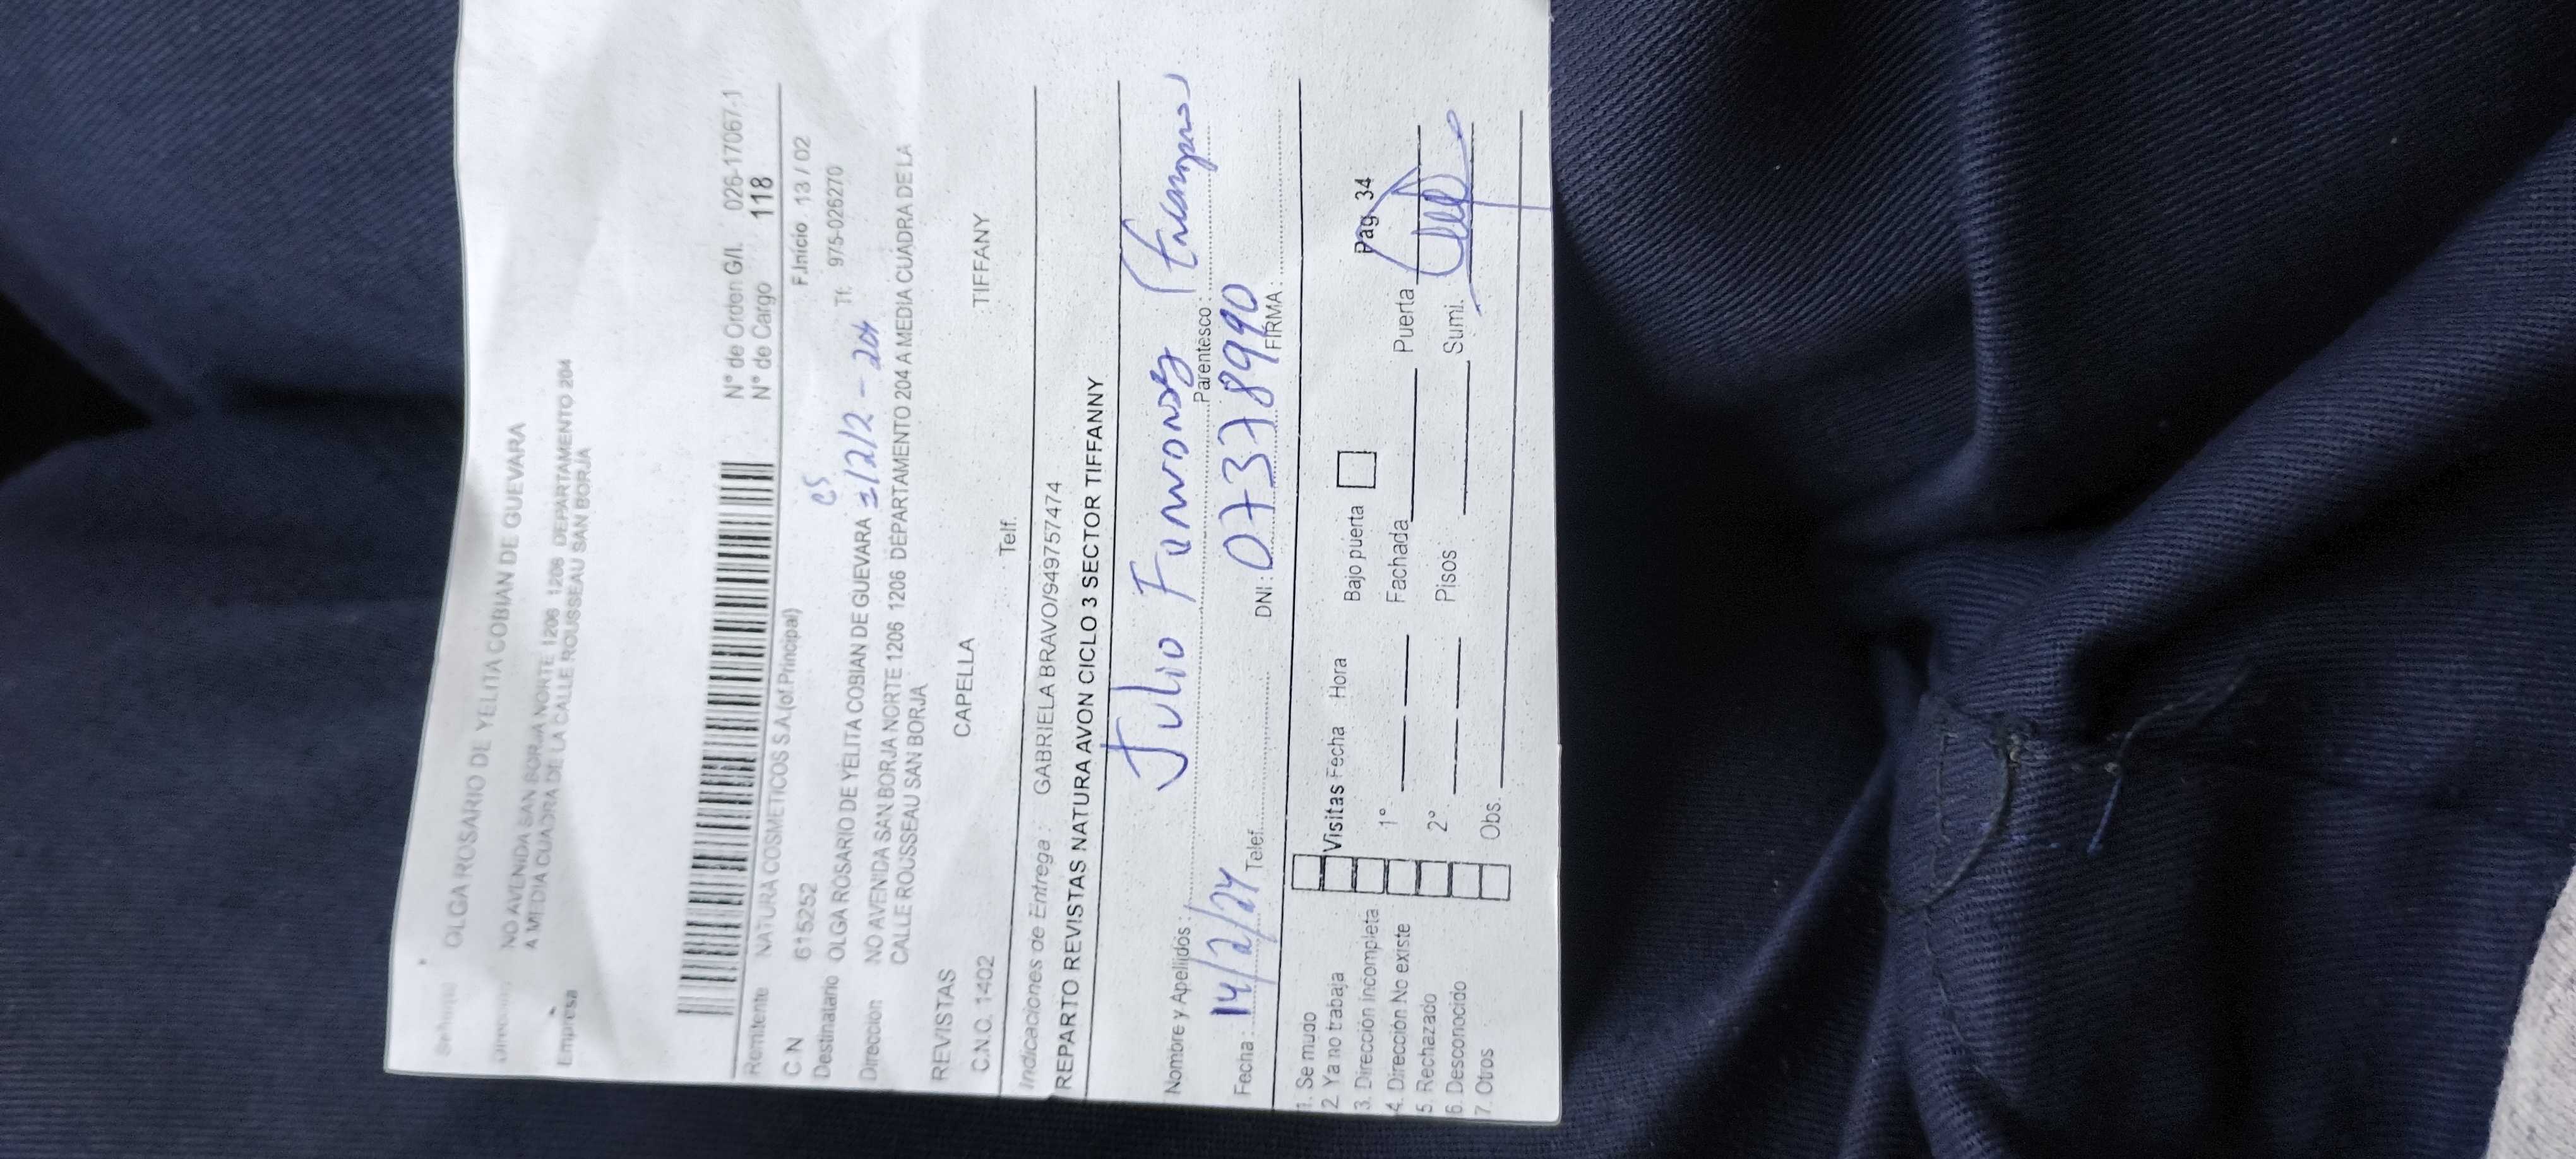 Señor(a) OLGA ROSARIO DE YELITA COBIAN DE GUEVARA
Dirección NO AVENIDA SAN BORJA NORTE 1206 1206 DEPARTAMENTO 204
A MEDIA CUADRA DE LA CALLE ROUSSEAU SAN BORJA
Empresa
N° de Orden G/I. 026-17067-1
N° de Cargo 118
Remitente NATURA COSMETICOS S.A.(of.Principal)
C N 615252 F.Inicio 13 / 02
Destinatario OLGA ROSARIO DE YELITA COBIAN DE GUEVARA Tf: 975-026270
Direccion NO AVENIDA SAN BORJA NORTE 1206 1206 DEPARTAMENTO 204 A MEDIA CUADRA DE LA
CALLE ROUSSEAU SAN BORJA
REVISTAS CAPELLA TIFFANY
C.N.O. 1402 Telf.
Indicaciones de Entrega : GABRIELA BRAVO/949757474
REPARTO REVISTAS NATURA AVON CICLO 3 SECTOR TIFFANNY
Nombre y Apellidos : Julio Parentesco :
Fecha : 14/2/24 Telef. DNI: 07378990 FIRMA :
1. Se mudo
2. Ya no trabaja Visitas Fecha Hora Bajo puerta Pag 34
3. Dirección incompleta
4. Dirección No existe 1° Fachada Puerta
5. Rechazado
6. Desconocido 2° Pisos Sumi.
7. Otros Obs.